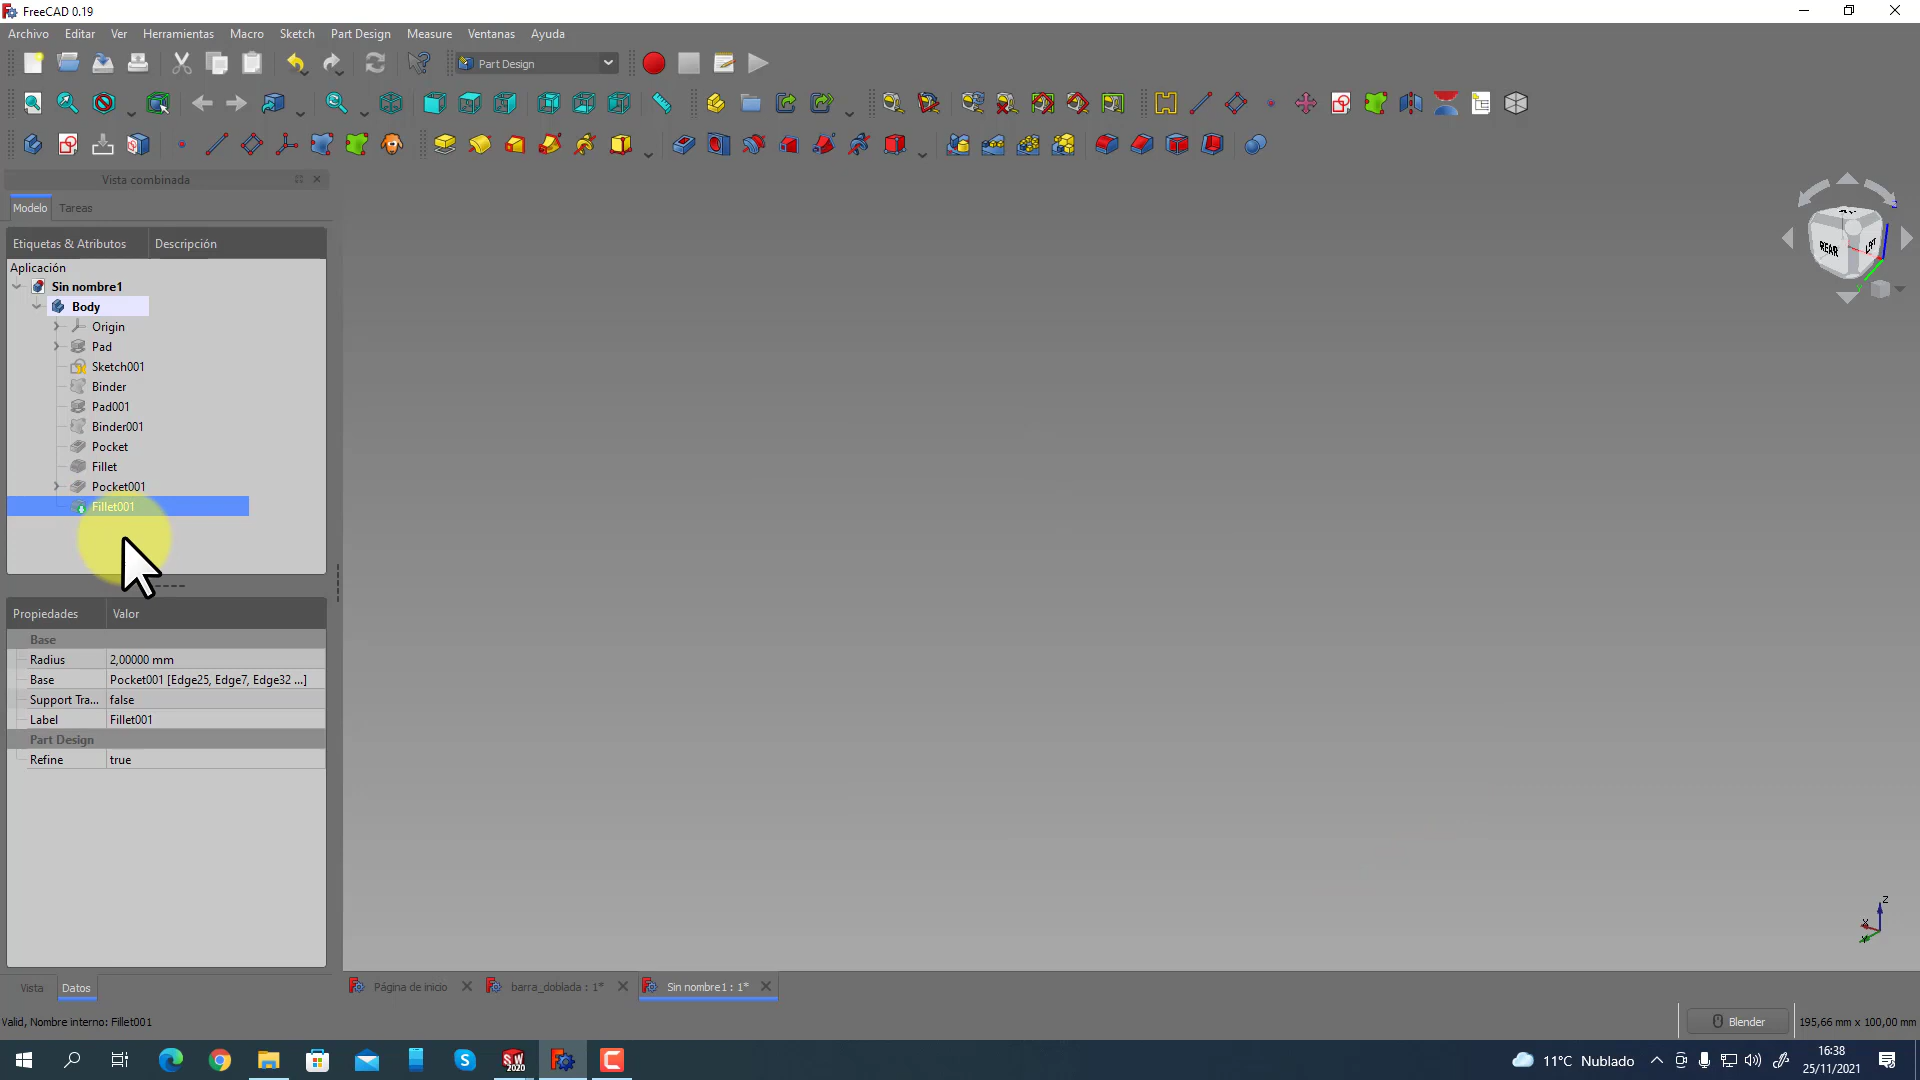 FreeCAD 0.19
Archivo Editar Ver Herramientas Macro Sketch Part Design Measure Ventanas Ayuda
Part Design
Vista combinada
Modelo Tareas
Etiquetas & Atributos Descripción
Aplicación
Sin nombre1
Body
Origin
Pad
Sketch001
Binder
Pad001
Binder001
Pocket
Fillet
Pocket001
Fillet001
REAR
Propiedades Valor
Base
Radius 2,00000 mm
Base Pocket001 [Edge25, Edge7, Edge32 ...]
Support Tra... false
Label Fillet001
Part Design
Refine true
Z
X
Y
Vista Datos
Página de inicio barra_doblada : 1* Sin nombre1 : 1*
Valid, Nombre interno: Fillet001
Blender 195,66 mm x 100,00 mm
SW 2020
11°C Nublado
16:38
25/11/2021